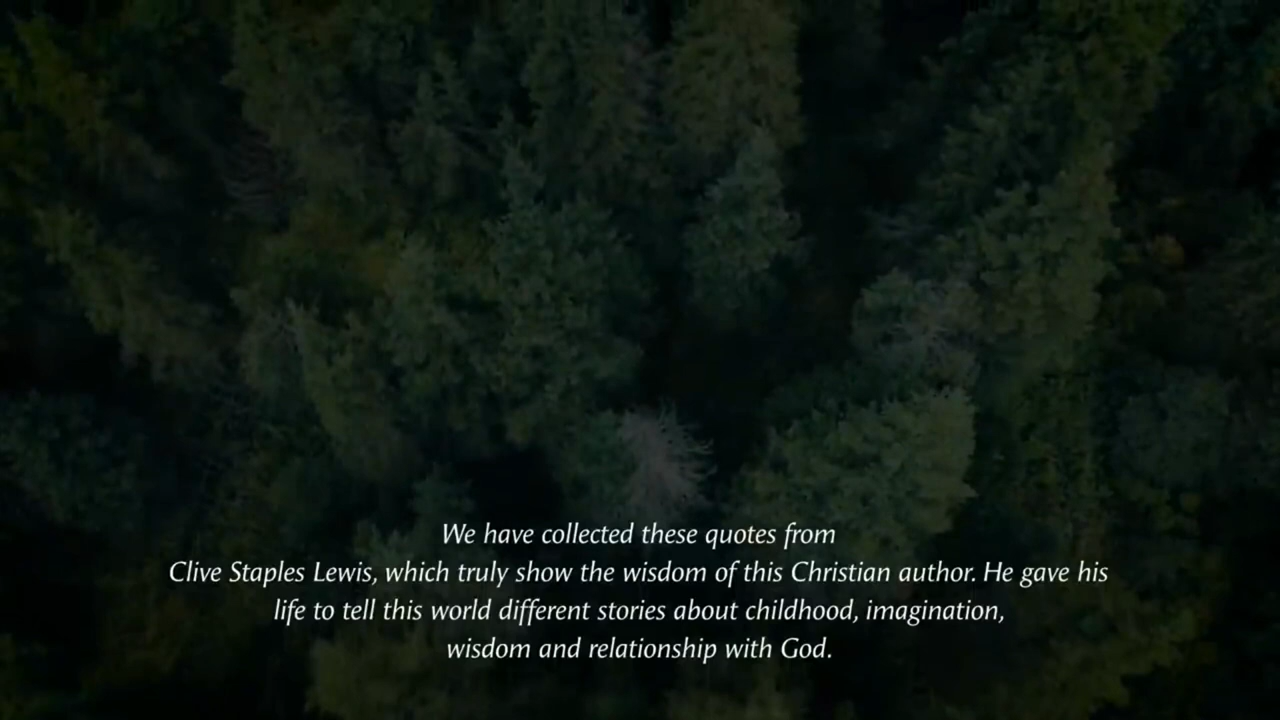 We have collected these quotes from
Clive Staples Lewis, which truly show the wisdom of this Christian author. He gave his
life to tell this world different stories about childhood, imagination,
wisdom and relationship with God.